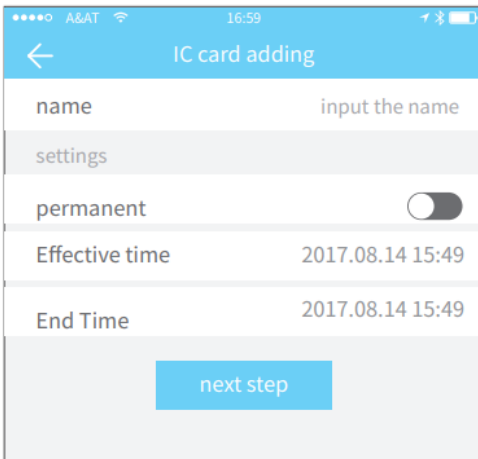 A&AT 16:59
IC card adding
name input the name
settings
permanent
Effective time 2017.08.14 15:49
End Time 2017.08.14 15:49
next step